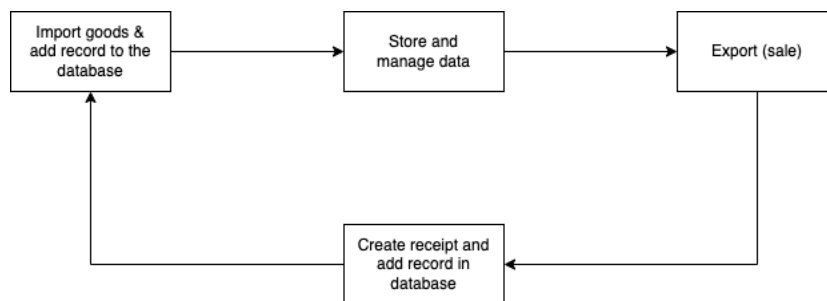 Import goods &
add record to the
database
Store and
manage data
Export (sale)
Create receipt and
add record in
database